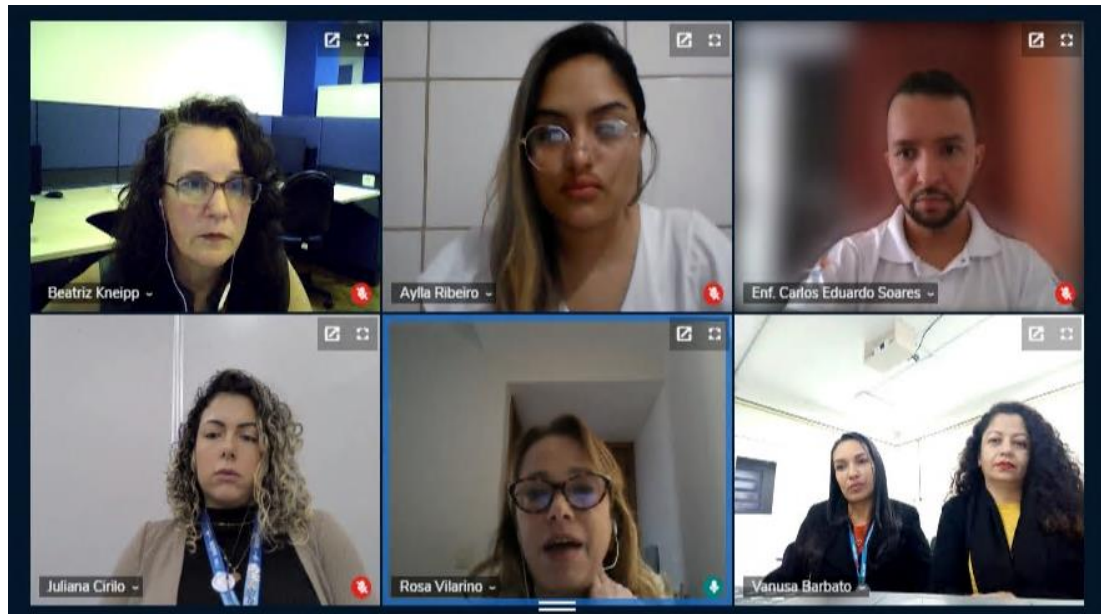 Beatriz Kneipp
Aylla Ribeiro
Enf. Carlos Eduardo Soares
Juliana Cirilo
Rosa Vilarino
Vanusa Barbato